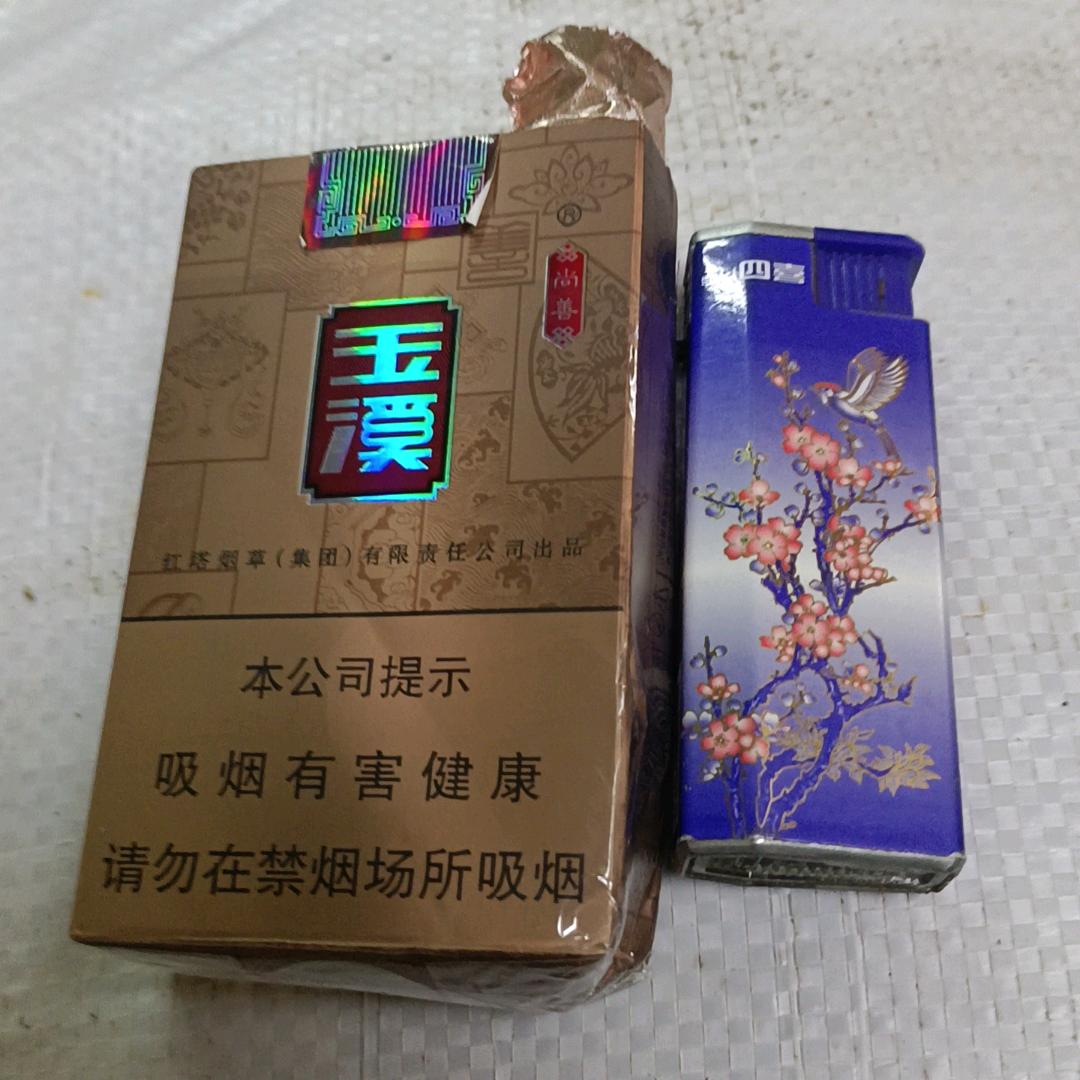 ®
尚善
玉溪
红塔烟草(集团)有限责任公司出品
本公司提示
吸烟有害健康
请勿在禁烟场所吸烟
四喜